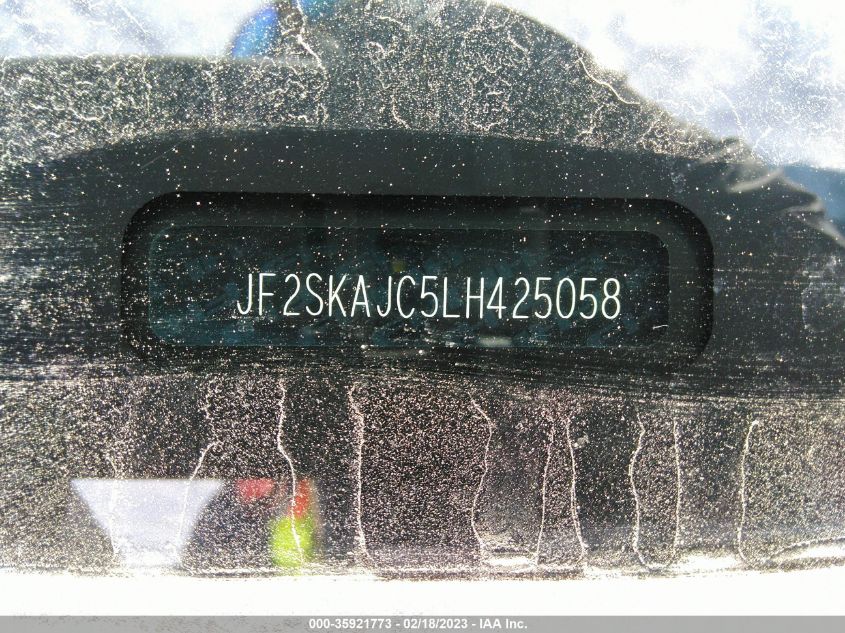 JF2SKAJC5LH425058
000-35921773 - 02/18/2023 - IAA Inc.